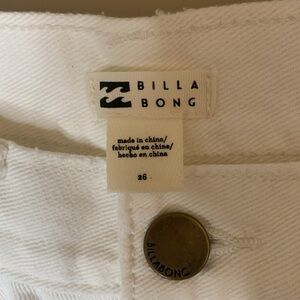 BILLA
BONG
made in china/
fabriqué en chine/
hecho en china
26
BILLABONG